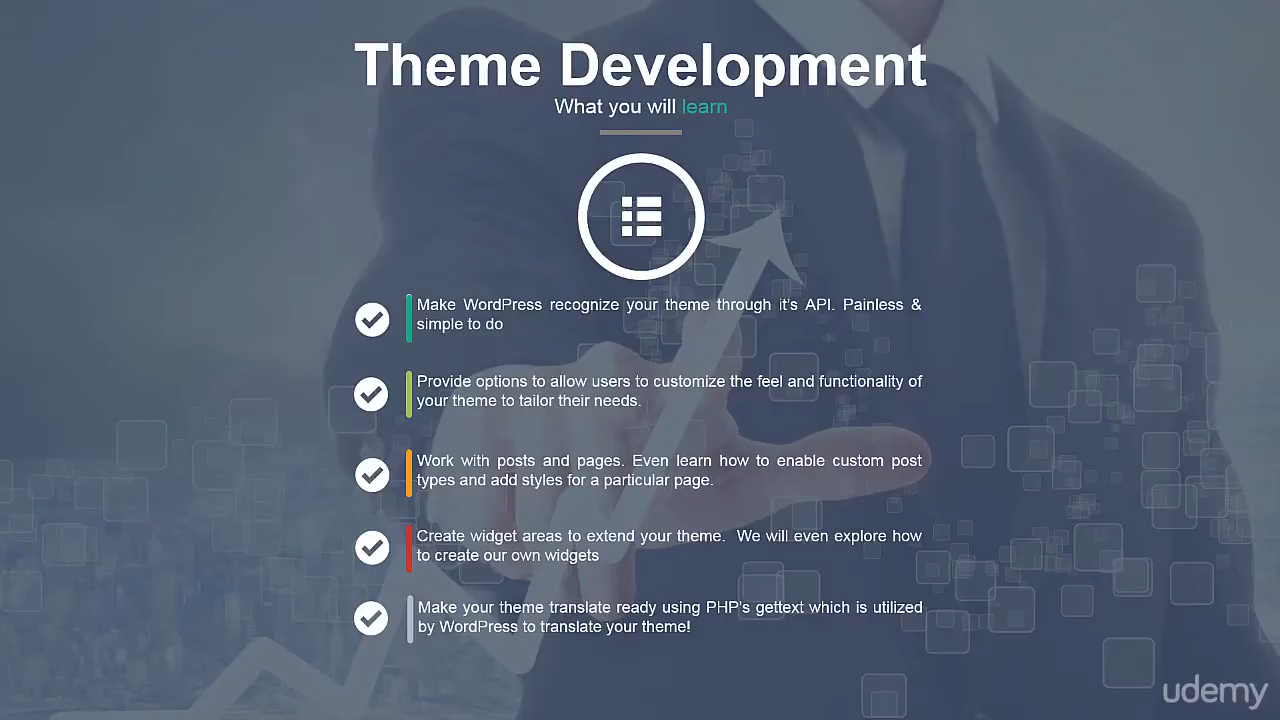 Theme Development
What you will learn
Make WordPress recognize your theme through it's API. Painless &
simple to do
Provide options to allow users to customize the feel and functionality of
your theme to tailor their needs.
Work with posts and pages. Even learn how to enable custom post
types and add styles for a particular page.
Create widget areas to extend your theme.  We will even explore how
to create our own widgets
Make your theme translate ready using PHP's gettext which is utilized
by WordPress to translate your theme!
udemy